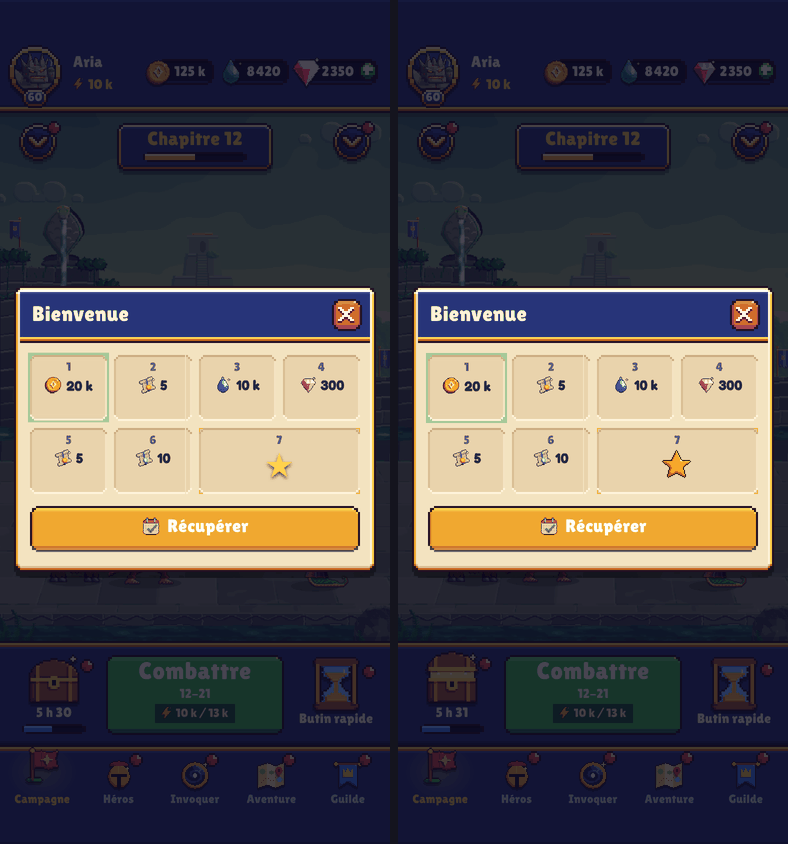 Aria
10 k
60
125 k
8420
2350
Chapitre 12
Bienvenue
1
20 k
2
5
3
10 k
4
300
5
5
6
10
7
Récupérer
5 h 30
Combattre
12-21
10 k / 13 k
Butin rapide
Campagne
Héros
Invoquer
Aventure
Guilde
Aria
10 k
60
125 k
8420
2350
Chapitre 12
Bienvenue
1
20 k
2
5
3
10 k
4
300
5
5
6
10
7
Récupérer
5 h 31
Combattre
12-21
10 k / 13 k
Butin rapide
Campagne
Héros
Invoquer
Aventure
Guilde